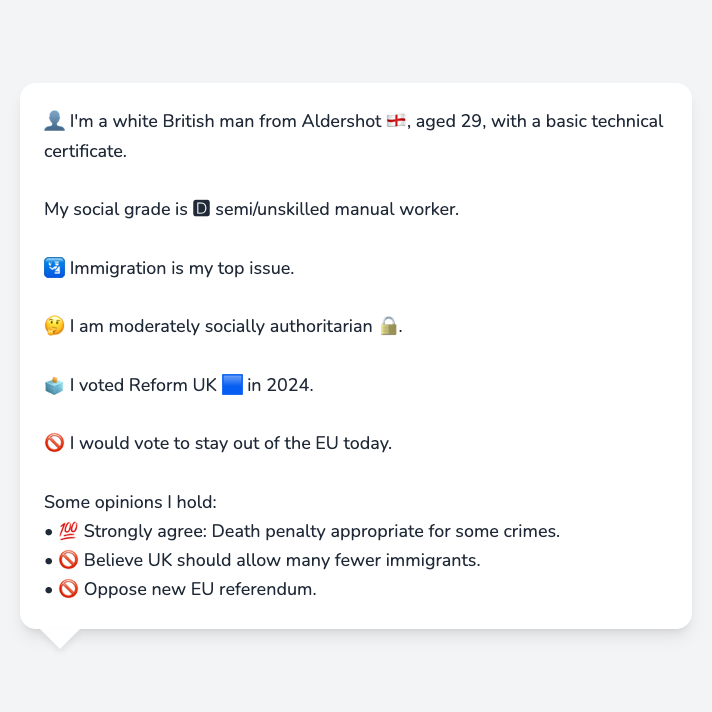 👤 I'm a white British man from Aldershot 🏴󠁧󠁢󠁥󠁮󠁧󠁿, aged 29, with a basic technical
certificate.
My social grade is 🅳 semi/unskilled manual worker.
🛂 Immigration is my top issue.
🤔 I am moderately socially authoritarian 🔒.
🗳️ I voted Reform UK 🟦 in 2024.
🚫 I would vote to stay out of the EU today.
Some opinions I hold:
• 💯 Strongly agree: Death penalty appropriate for some crimes.
• 🚫 Believe UK should allow many fewer immigrants.
• 🚫 Oppose new EU referendum.